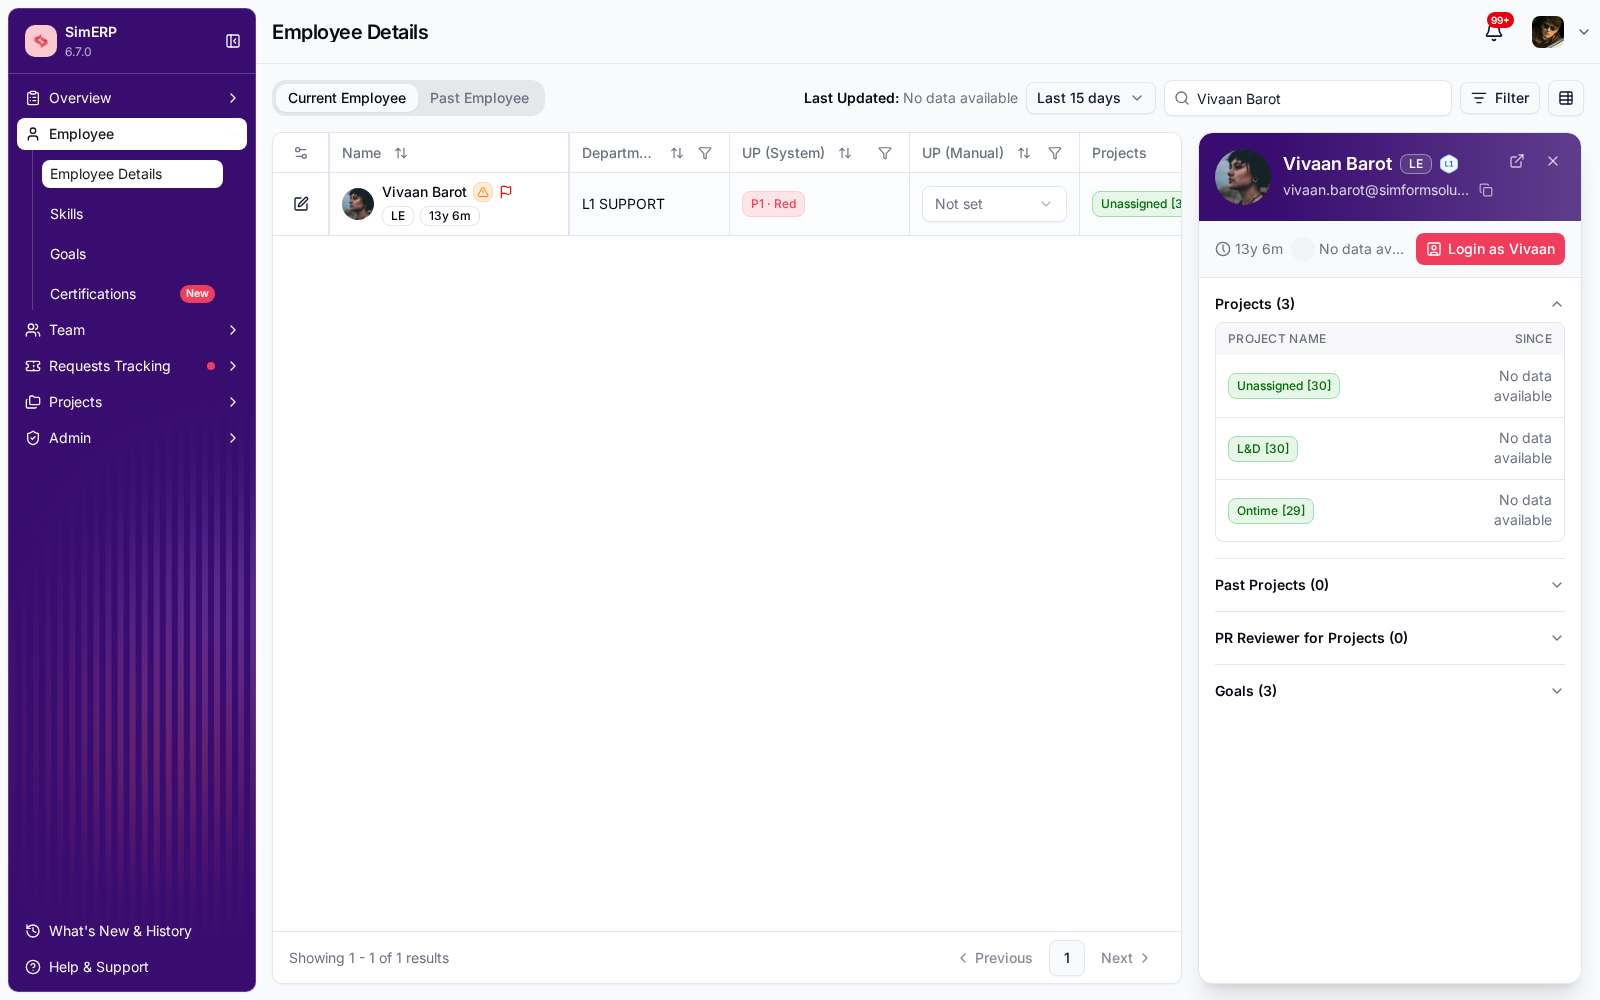 SimERP
6.7.0
Overview
Employee
Employee Details
Skills
Goals
Certifications New
Team
Requests Tracking
Projects
Admin
What's New & History
Help & Support
Employee Details
99+
Current Employee Past Employee
Last Updated: No data available Last 15 days Vivaan Barot Filter
Name Departm... UP (System) UP (Manual) Projects
Vivaan Barot
LE 13y 6m
L1 SUPPORT P1 · Red Not set Unassigned [3
Showing 1 - 1 of 1 results Previous 1 Next
Vivaan Barot LE L1
vivaan.barot@simformsolu...
13y 6m No data av... Login as Vivaan
Projects (3)
PROJECT NAME SINCE
Unassigned [30] No data
available
L&D [30] No data
available
Ontime [29] No data
available
Past Projects (0)
PR Reviewer for Projects (0)
Goals (3)